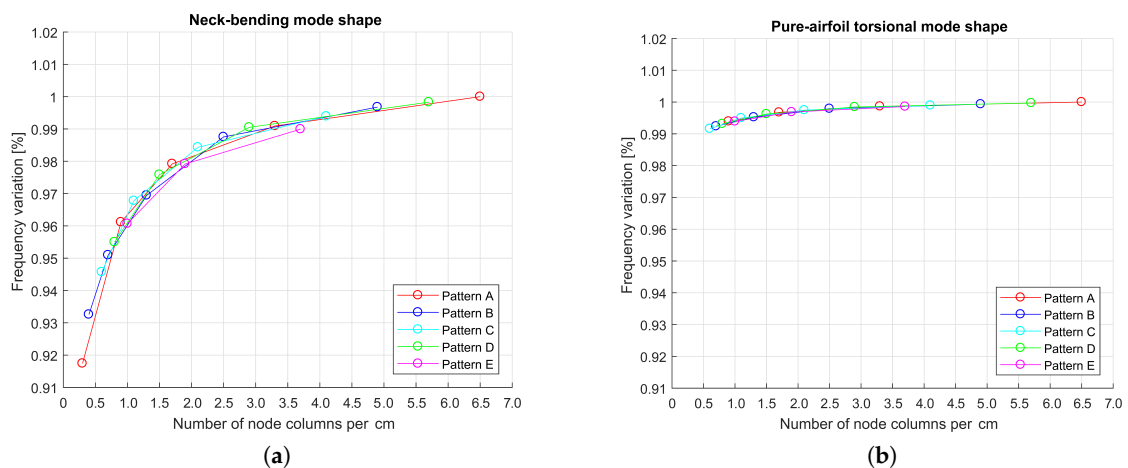 Neck-bending mode shape
1.02
1.01
1
0.99
0.98
0.97
0.96
0.95
0.94
0.93
0.92
0.91
Frequency variation [%]
0 0.5 1.0 1.5 2.0 2.5 3.0 3.5 4.0 4.5 5.0 5.5 6.0 6.5 7.0
Number of node columns per cm
Pattern A
Pattern B
Pattern C
Pattern D
Pattern E
(a)
Pure-airfoil torsional mode shape
1.02
1.01
1
0.99
0.98
0.97
0.96
0.95
0.94
0.93
0.92
0.91
Frequency variation [%]
0 0.5 1.0 1.5 2.0 2.5 3.0 3.5 4.0 4.5 5.0 5.5 6.0 6.5 7.0
Number of node columns per cm
Pattern A
Pattern B
Pattern C
Pattern D
Pattern E
(b)